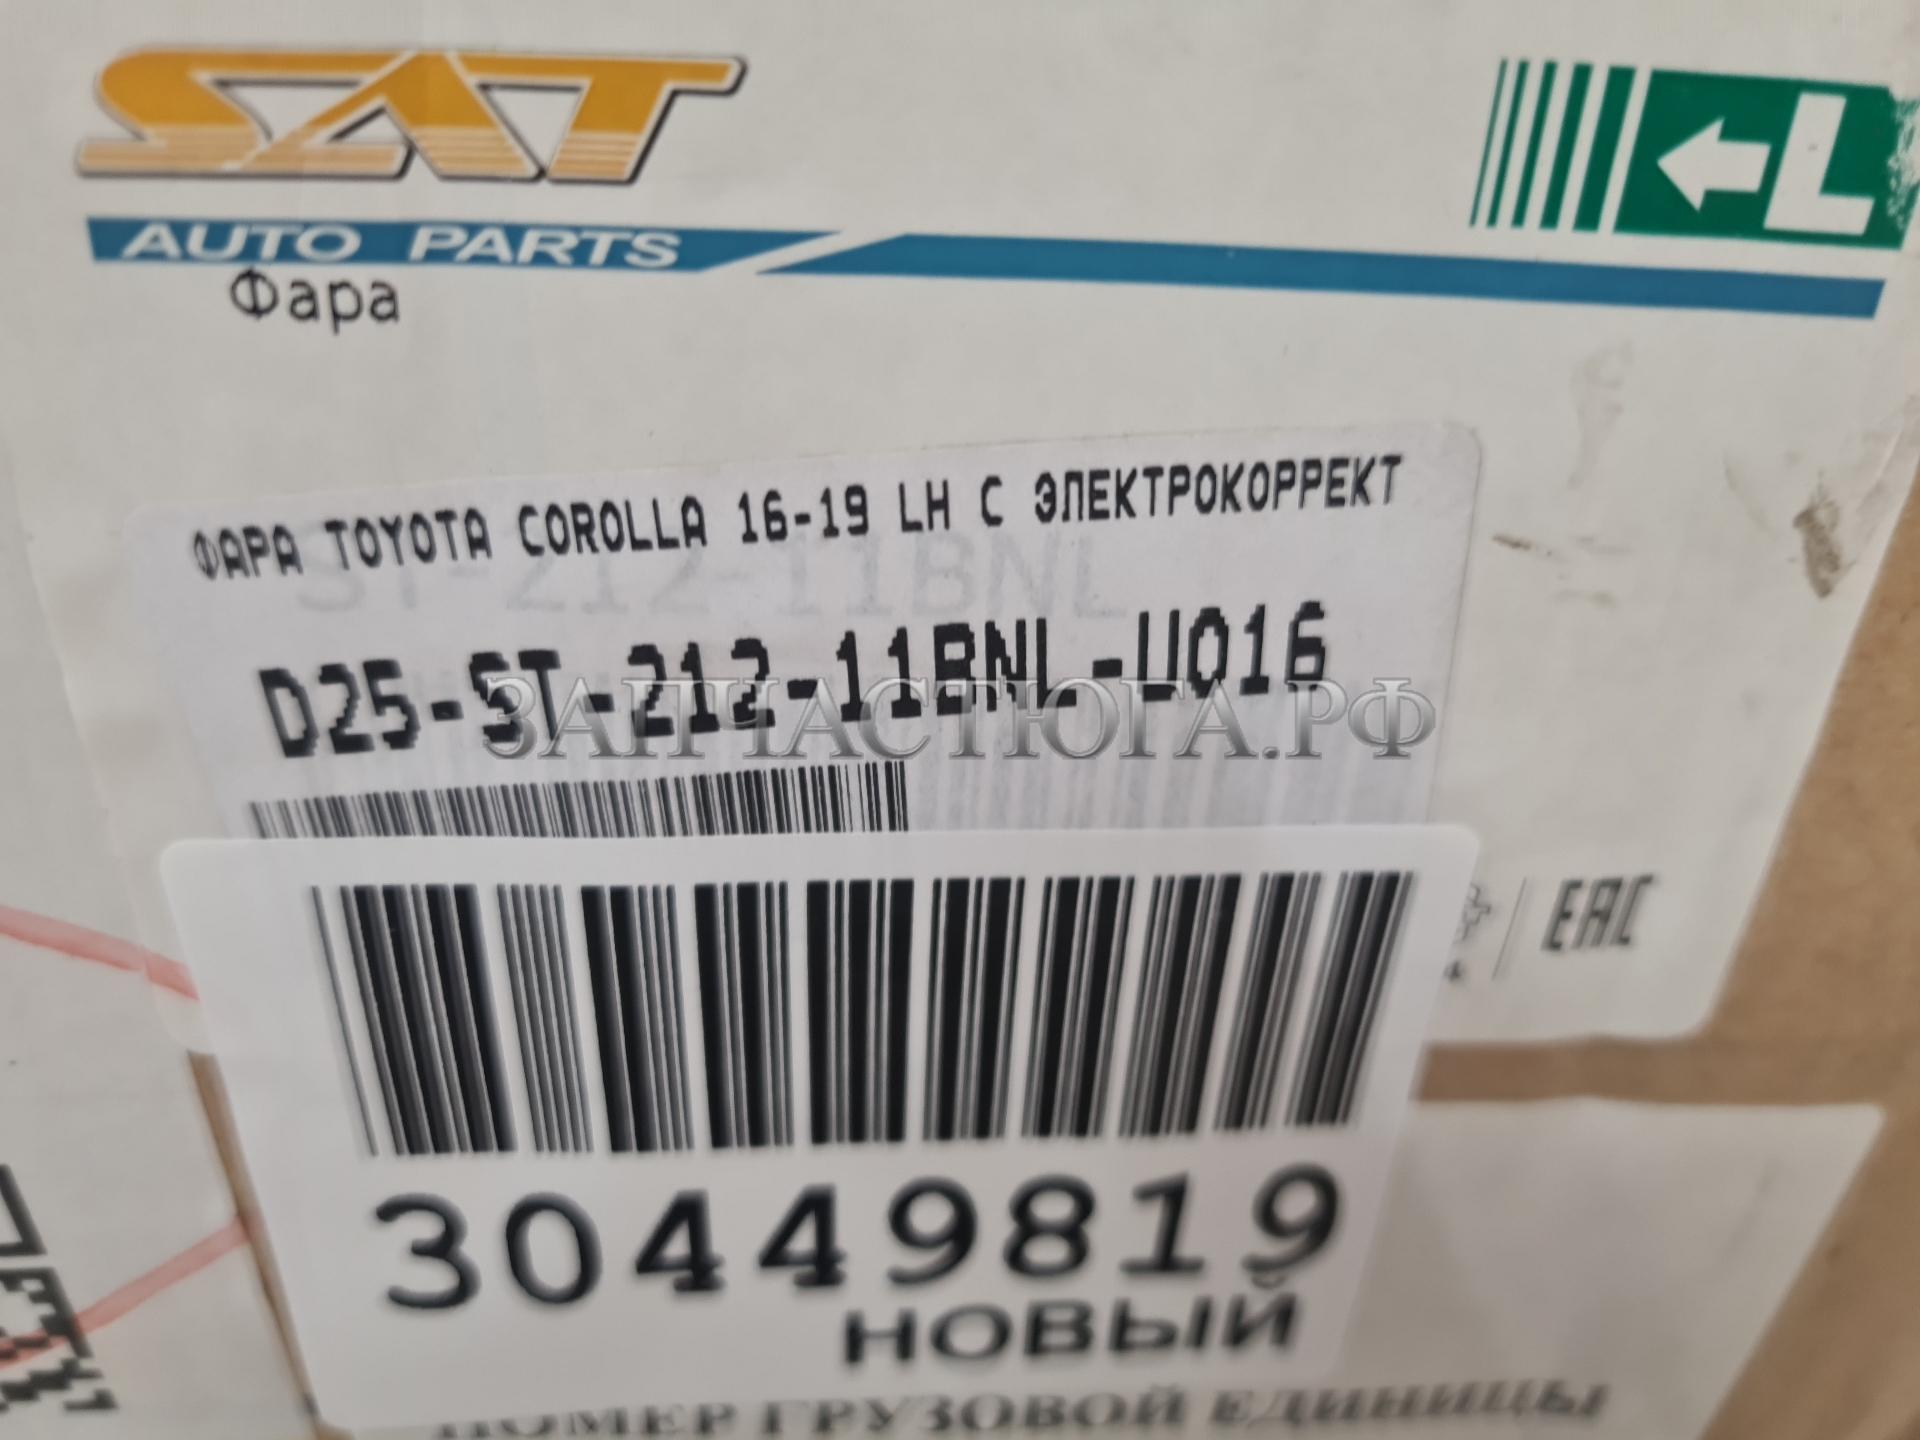 SAT
L
AUTO PARTS
Фара
ФАРА TOYOTA COROLLA 16-19 LH С ЭЛЕКТРОКОРРЕКТ
ST-212-11BNL
D25-ST-212-11BNL-U016
ЗАПЧАСТЮГА.РФ
EAC
30449819
НОВЫЙ
НОМЕР ГРУЗОВОЙ ЕДИНИЦЫ